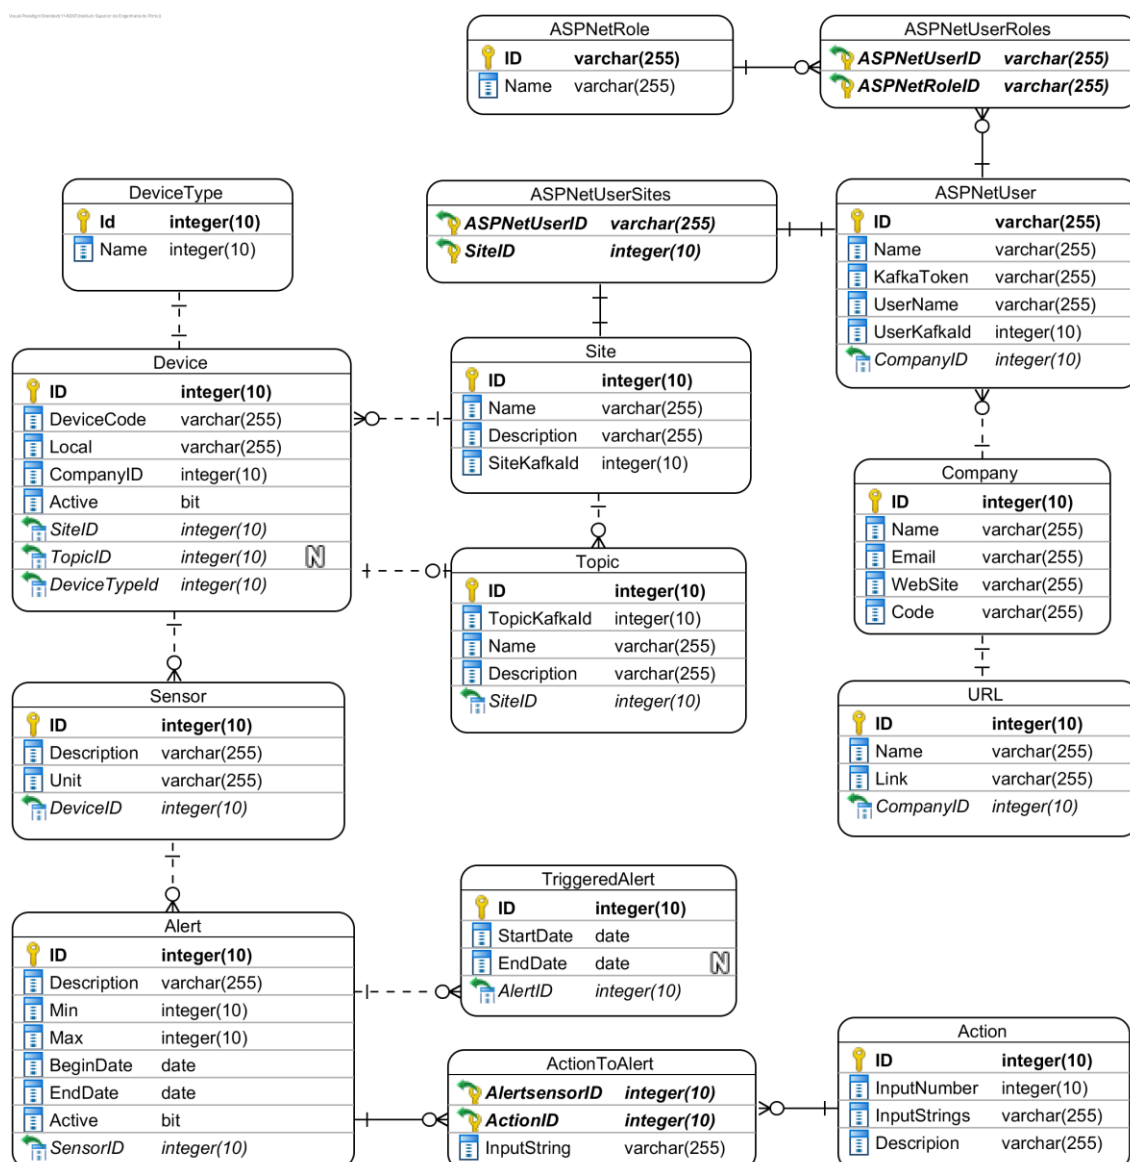 Visual Paradigm Standard(1140397(Instituto Superior de Engenharia do Porto))
ASPNetRole
ID varchar(255)
Name varchar(255)
ASPNetUserRoles
ASPNetUserID varchar(255)
ASPNetRoleID varchar(255)
DeviceType
Id integer(10)
Name integer(10)
ASPNetUserSites
ASPNetUserID varchar(255)
SiteID integer(10)
ASPNetUser
ID varchar(255)
Name varchar(255)
KafkaToken varchar(255)
UserName varchar(255)
UserKafkaId integer(10)
CompanyID integer(10)
Device
ID integer(10)
DeviceCode varchar(255)
Local varchar(255)
CompanyID integer(10)
Active bit
SiteID integer(10)
TopicID integer(10) N
DeviceTypeId integer(10)
Site
ID integer(10)
Name varchar(255)
Description varchar(255)
SiteKafkaId integer(10)
Company
ID integer(10)
Name varchar(255)
Email varchar(255)
WebSite varchar(255)
Code varchar(255)
Topic
ID integer(10)
TopicKafkaId integer(10)
Name varchar(255)
Description varchar(255)
SiteID integer(10)
Sensor
ID integer(10)
Description varchar(255)
Unit varchar(255)
DeviceID integer(10)
URL
ID integer(10)
Name varchar(255)
Link varchar(255)
CompanyID integer(10)
TriggeredAlert
ID integer(10)
StartDate date
EndDate date N
AlertID integer(10)
Alert
ID integer(10)
Description varchar(255)
Min integer(10)
Max integer(10)
BeginDate date
EndDate date
Active bit
SensorID integer(10)
ActionToAlert
AlertsensorID integer(10)
ActionID integer(10)
InputString varchar(255)
Action
ID integer(10)
InputNumber integer(10)
InputStrings varchar(255)
Descripion varchar(255)